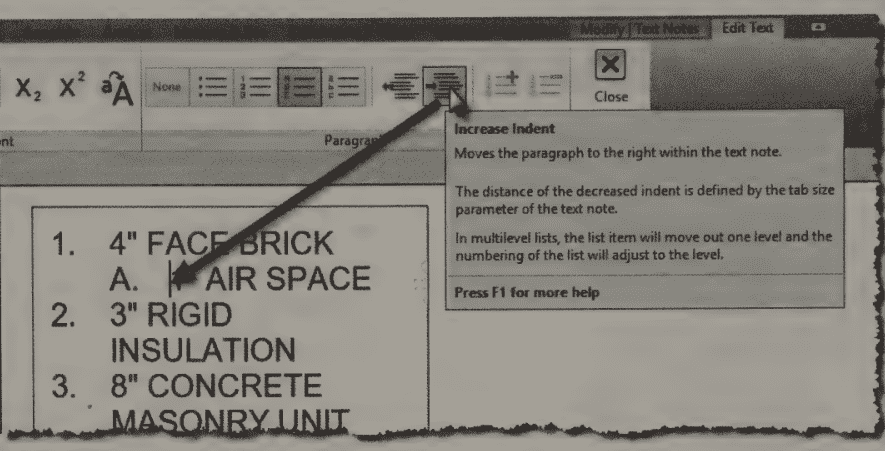 Modify | Text Notes Edit Text
X₂ X² aA None Close
Paragra
nt
Increase Indent
Moves the paragraph to the right within the text note.
The distance of the decreased indent is defined by the tab size
parameter of the text note.
In multilevel lists, the list item will move out one level and the
numbering of the list will adjust to the level.
Press F1 for more help
1. 4" FACE BRICK
A. AIR SPACE
2. 3" RIGID
INSULATION
3. 8" CONCRETE
MASONRY UNIT